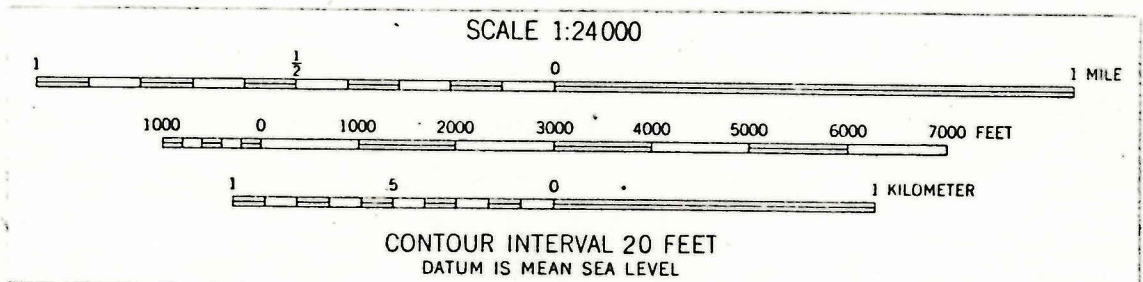 SCALE 1:24000
1 ½ 0 1 MILE
1000 0 1000 2000 3000 4000 5000 6000 7000 FEET
1 .5 0 1 KILOMETER
CONTOUR INTERVAL 20 FEET
DATUM IS MEAN SEA LEVEL